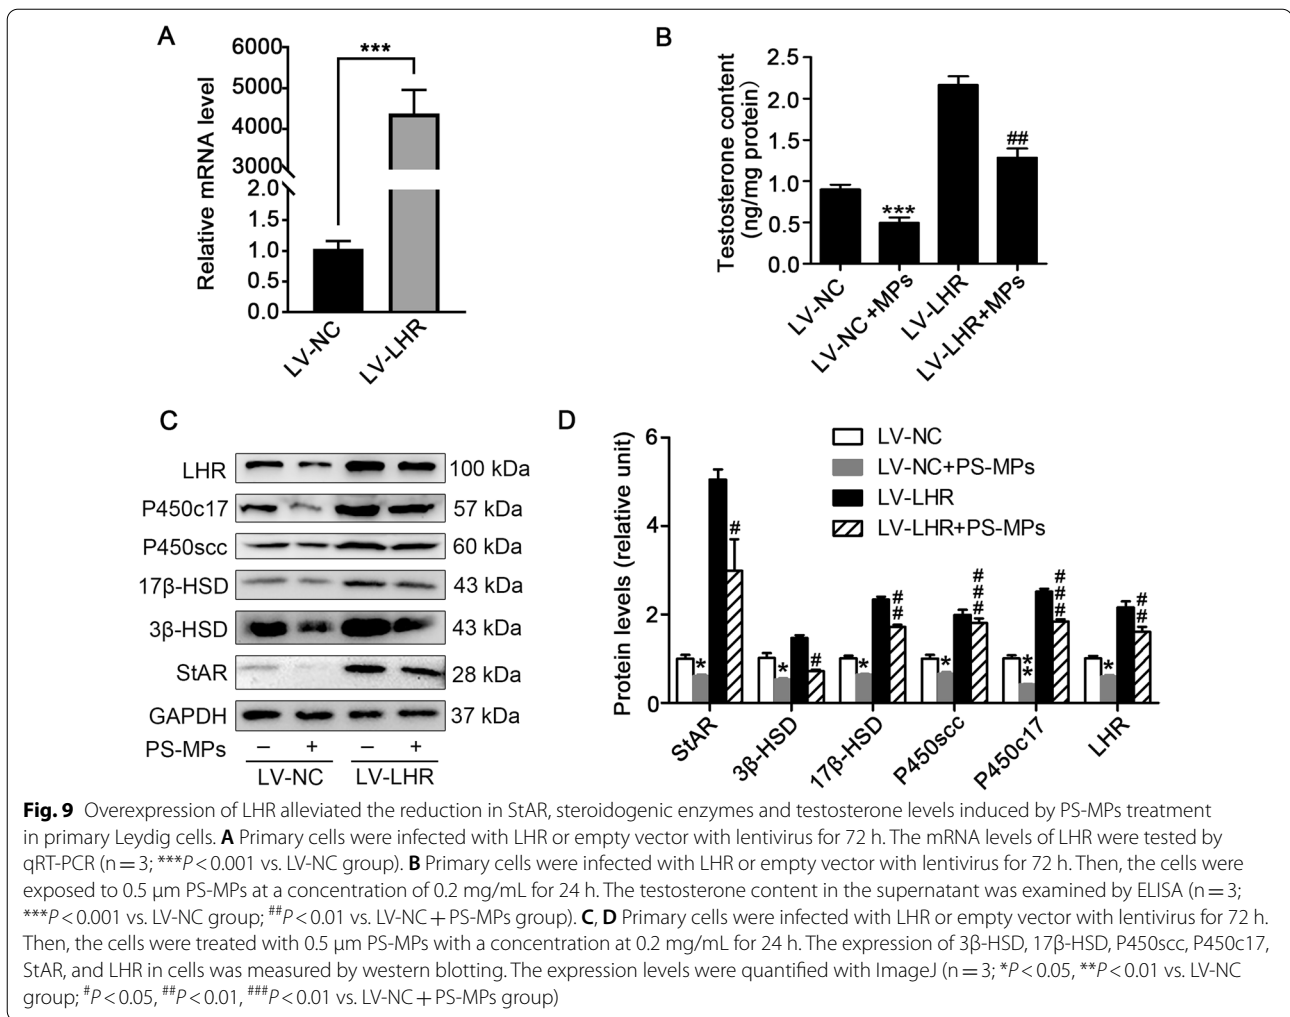 A
Relative mRNA level
6000
5000
4000
3000
2.0
1.5
1.0
0.5
0.0
***
LV-NC
LV-LHR
B
Testosterone content
(ng/mg protein)
2.5
2.0
1.5
1.0
0.5
0.0
***
##
LV-NC
LV-NC+MPs
LV-LHR
LV-LHR+MPs
C
LHR 100 kDa
P450c17 57 kDa
P450scc 60 kDa
17β-HSD 43 kDa
3β-HSD 43 kDa
StAR 28 kDa
GAPDH 37 kDa
PS-MPs − + − +
LV-NC LV-LHR
D
Protein levels (relative unit)
6
4
2
0
LV-NC
LV-NC+PS-MPs
LV-LHR
LV-LHR+PS-MPs
* #
* #
* ##
* ###
** ###
* ##
StAR
3β-HSD
17β-HSD
P450scc
P450c17
LHR
Fig. 9 Overexpression of LHR alleviated the reduction in StAR, steroidogenic enzymes and testosterone levels induced by PS-MPs treatment
in primary Leydig cells. A Primary cells were infected with LHR or empty vector with lentivirus for 72 h. The mRNA levels of LHR were tested by
qRT-PCR (n = 3; ***P < 0.001 vs. LV-NC group). B Primary cells were infected with LHR or empty vector with lentivirus for 72 h. Then, the cells were
exposed to 0.5 μm PS-MPs at a concentration of 0.2 mg/mL for 24 h. The testosterone content in the supernatant was examined by ELISA (n = 3;
***P < 0.001 vs. LV-NC group; ##P < 0.01 vs. LV-NC + PS-MPs group). C, D Primary cells were infected with LHR or empty vector with lentivirus for 72 h.
Then, the cells were treated with 0.5 μm PS-MPs with a concentration at 0.2 mg/mL for 24 h. The expression of 3β-HSD, 17β-HSD, P450scc, P450c17,
StAR, and LHR in cells was measured by western blotting. The expression levels were quantified with ImageJ (n = 3; *P < 0.05, **P < 0.01 vs. LV-NC
group; #P < 0.05, ##P < 0.01, ###P < 0.01 vs. LV-NC + PS-MPs group)